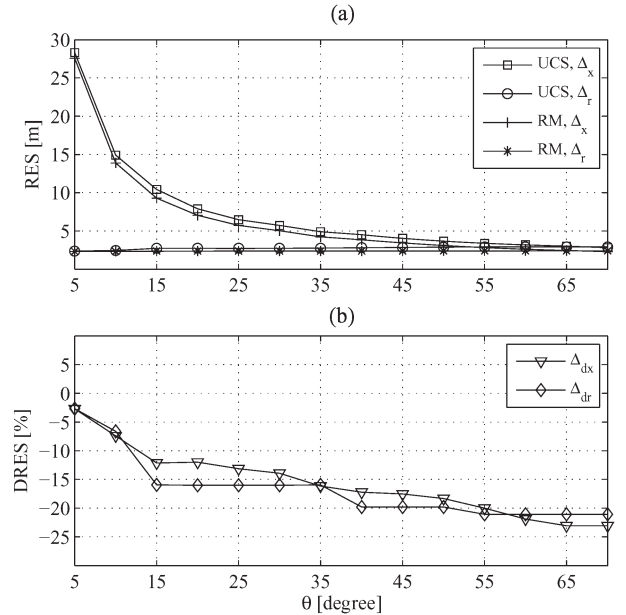 (a)
RES [m]
30
25
20
15
10
5
UCS, Δx
UCS, Δr
RM, Δx
RM, Δr
5 15 25 35 45 55 65
(b)
DRES [%]
5
0
−5
−10
−15
−20
−25
Δdx
Δdr
5 15 25 35 45 55 65
θ [degree]